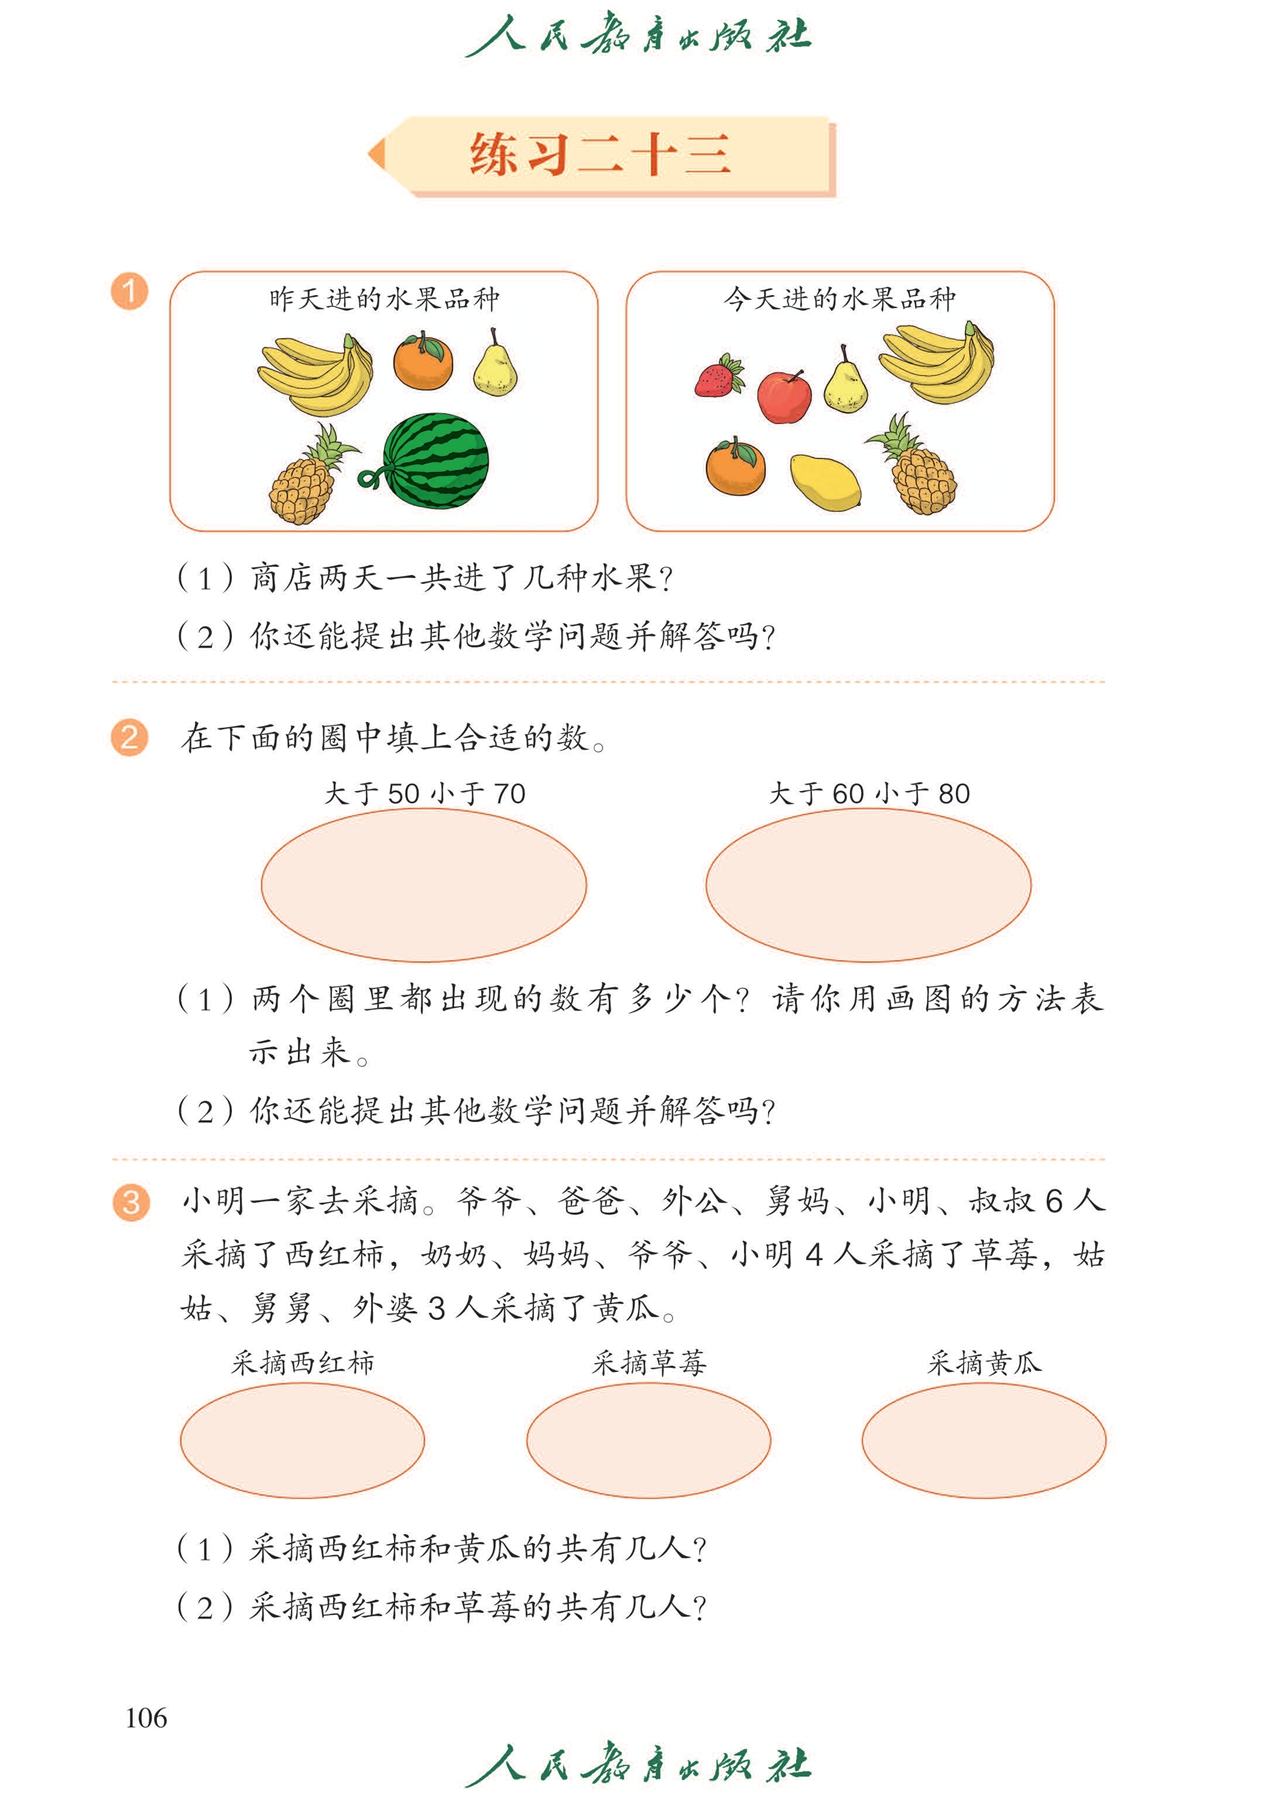 人民教育出版社
练习二十三
1
昨天进的水果品种
今天进的水果品种
（1）商店两天一共进了几种水果？
（2）你还能提出其他数学问题并解答吗？
2 在下面的圈中填上合适的数。
大于 50 小于 70
大于 60 小于 80
（1）两个圈里都出现的数有多少个？请你用画图的方法表
示出来。
（2）你还能提出其他数学问题并解答吗？
3 小明一家去采摘。爷爷、爸爸、外公、舅妈、小明、叔叔 6 人
采摘了西红柿，奶奶、妈妈、爷爷、小明 4 人采摘了草莓，姑
姑、舅舅、外婆 3 人采摘了黄瓜。
采摘西红柿
采摘草莓
采摘黄瓜
（1）采摘西红柿和黄瓜的共有几人？
（2）采摘西红柿和草莓的共有几人？
106
人民教育出版社